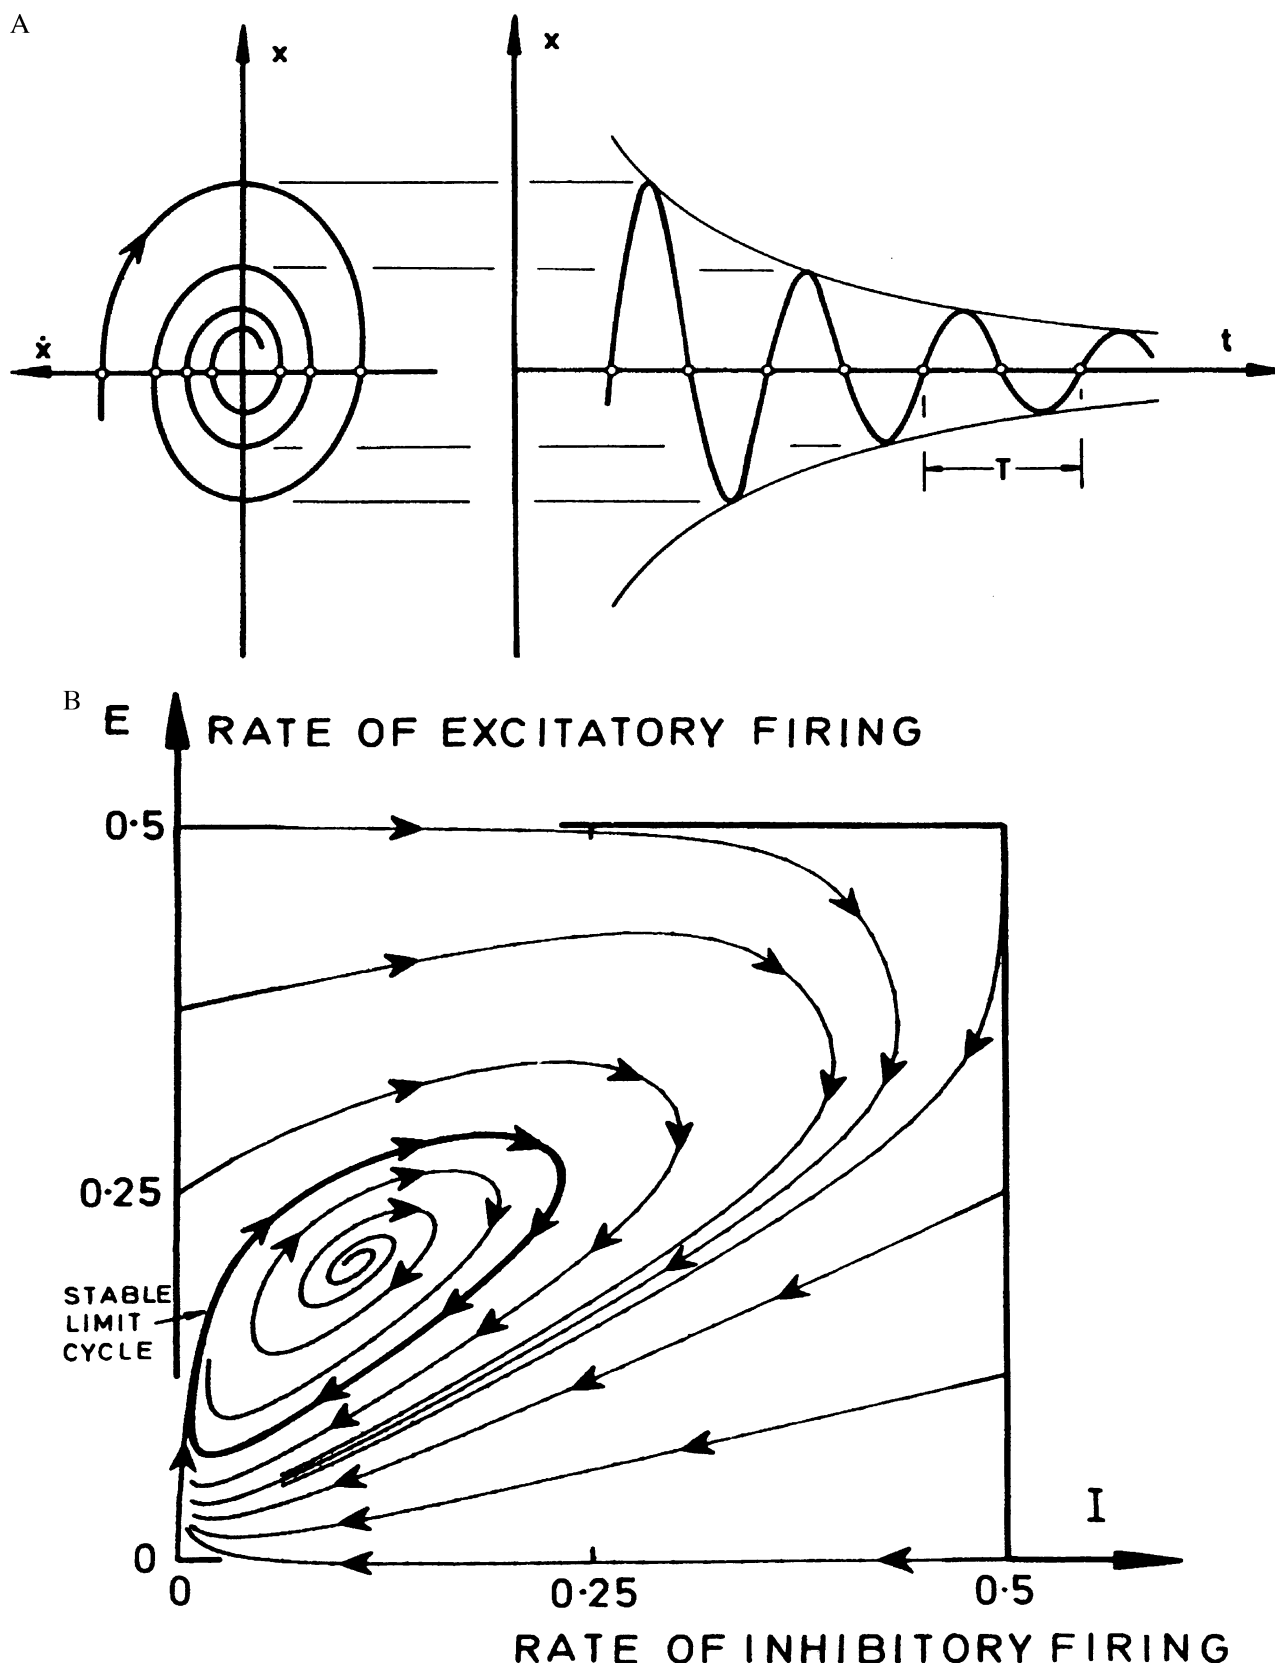 A
x
x
ẋ
t
T
B
E
RATE OF EXCITATORY FIRING
0·5
0·25
STABLE
LIMIT
CYCLE
I
0
0
0·25
0·5
RATE OF INHIBITORY FIRING